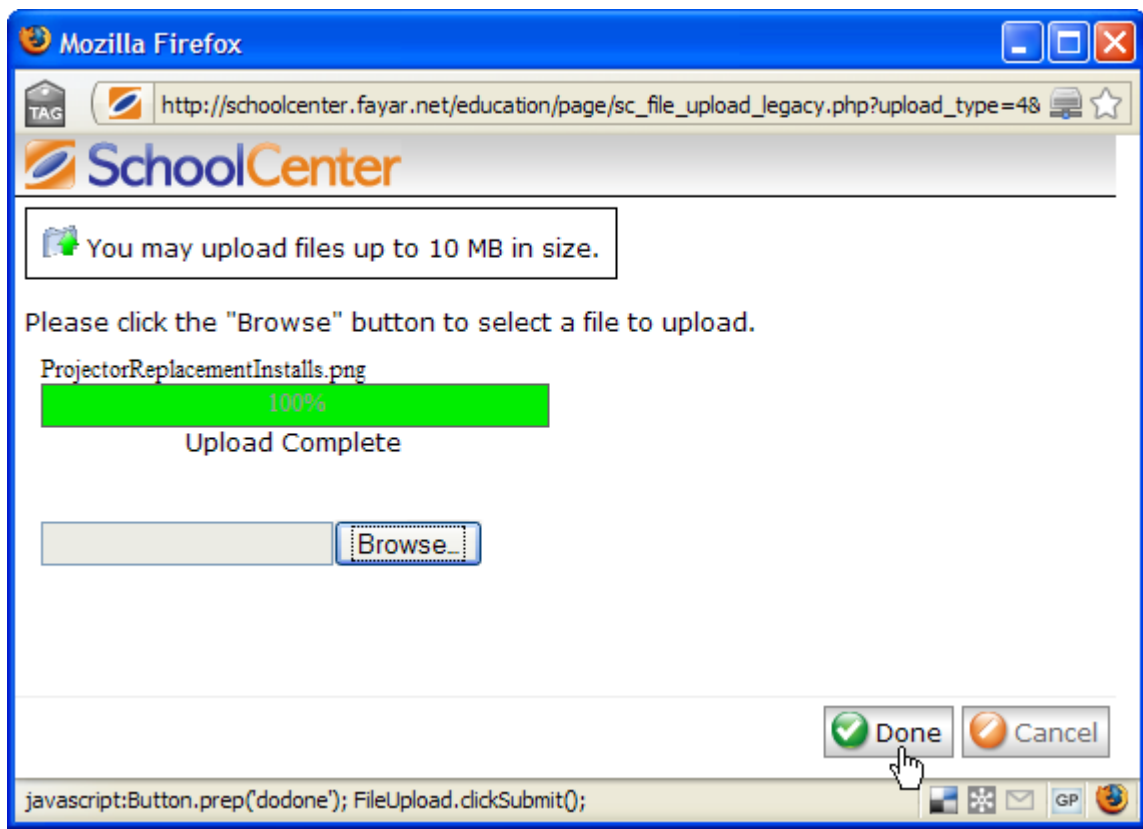 Mozilla Firefox
TAG
http://schoolcenter.fayar.net/education/page/sc_file_upload_legacy.php?upload_type=4&
SchoolCenter
You may upload files up to 10 MB in size.
Please click the "Browse" button to select a file to upload.
ProjectorReplacementInstalls.png
100%
Upload Complete
Browse...
Done
Cancel
javascript:Button.prep('dodone'); FileUpload.clickSubmit();
GP